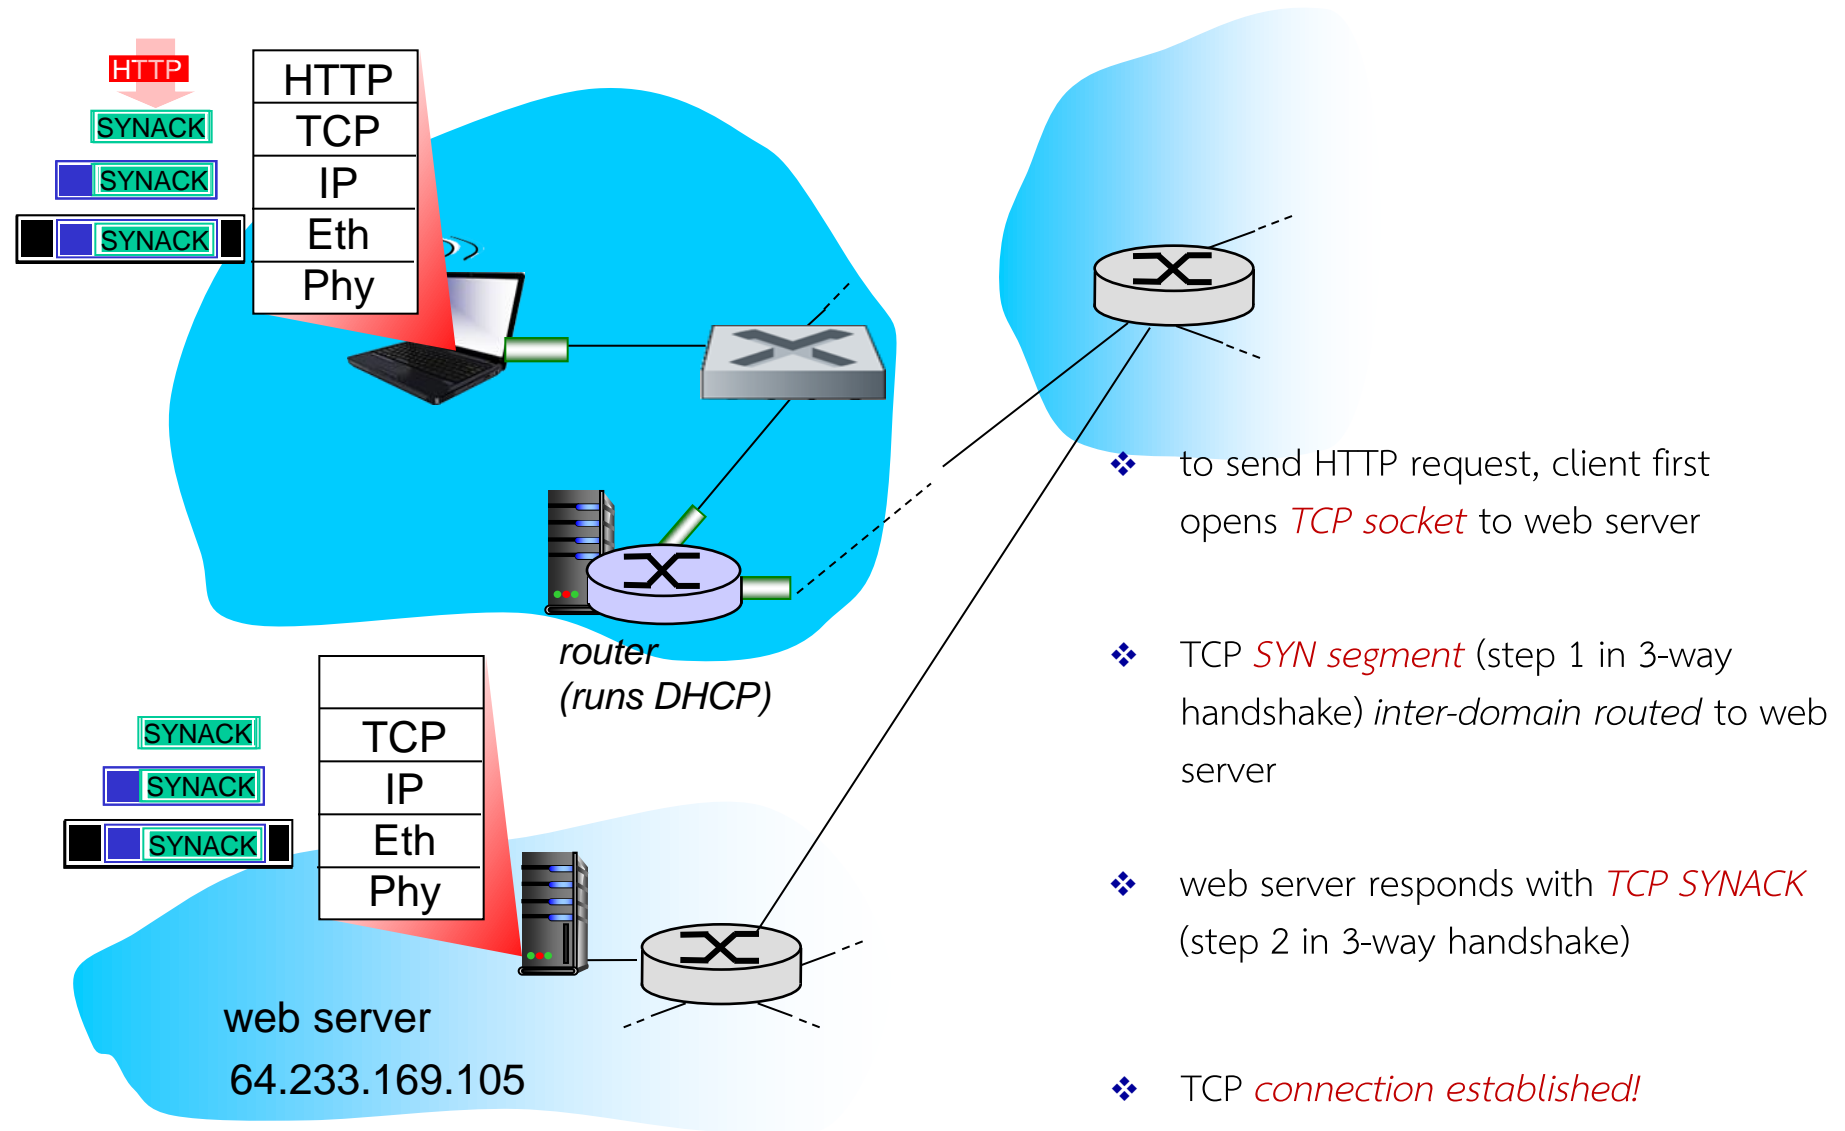 HTTP
SYNACK
SYNACK
SYNACK
HTTP
TCP
IP
Eth
Phy
router
(runs DHCP)
SYNACK
SYNACK
SYNACK
TCP
IP
Eth
Phy
web server
64.233.169.105
❖ to send HTTP request, client first
opens TCP socket to web server
❖ TCP SYN segment (step 1 in 3-way
handshake) inter-domain routed to web
server
❖ web server responds with TCP SYNACK
(step 2 in 3-way handshake)
❖ TCP connection established!